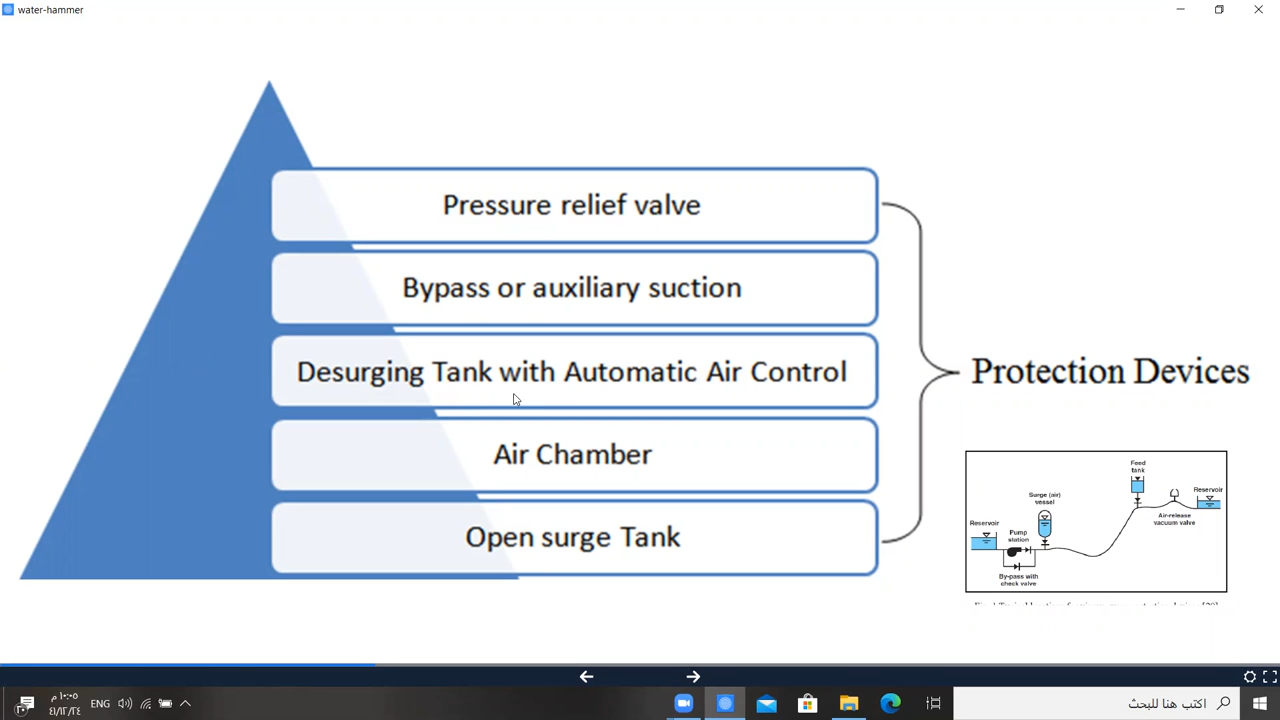 water-hammer
Pressure relief valve
Bypass or auxiliary suction
Desurging Tank with Automatic Air Control
Air Chamber
Open surge Tank
Protection Devices
Feed
tank
Surge (air)
vessel
Reservoir
Air-release
vacuum valve
Reservoir
Pump
station
By-pass with
check valve
ENG
اكتب هنا للبحث